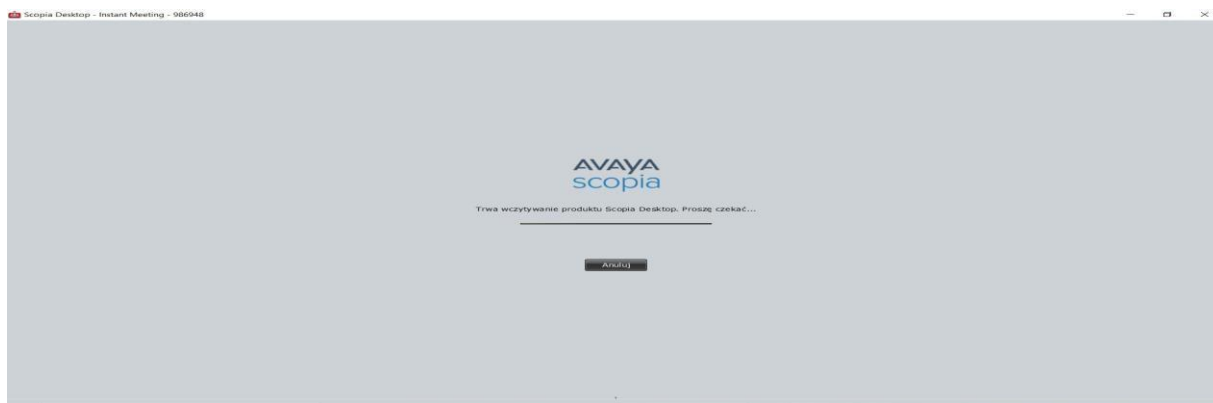 Scopia Desktop - Instant Meeting - 986948
AVAYA
scopia
Trwa wczytywanie produktu Scopia Desktop. Proszę czekać...
Anuluj